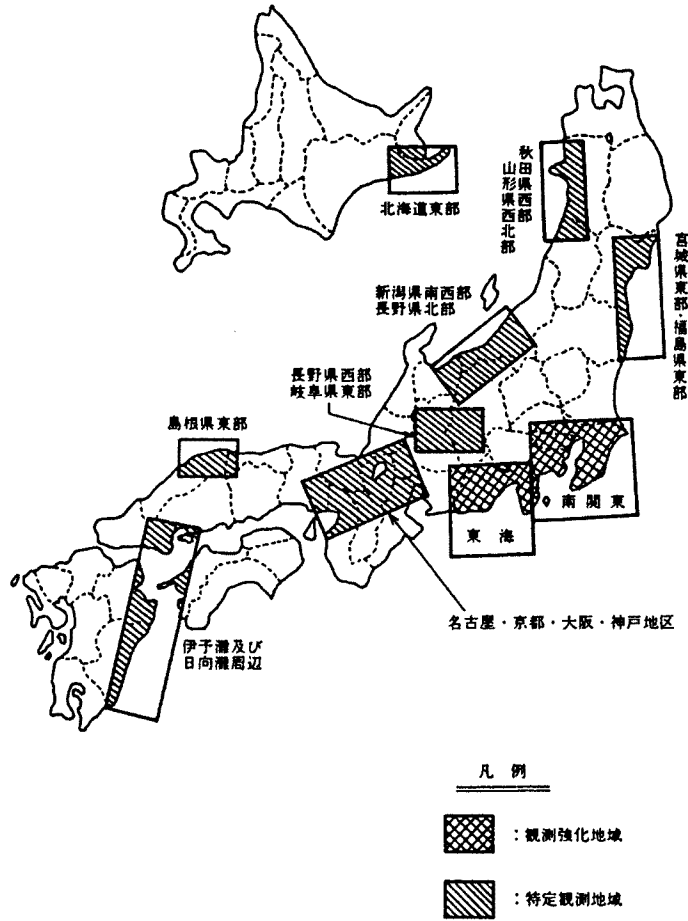 北海道東部
秋田県西部
山形県西北部
宮城県東部・福島県東部
新潟県南西部
長野県北部
長野県西部
岐阜県東部
島根県東部
南関東
東海
名古屋・京都・大阪・神戸地区
伊予灘及び
日向灘周辺
凡例
：観測強化地域
：特定観測地域